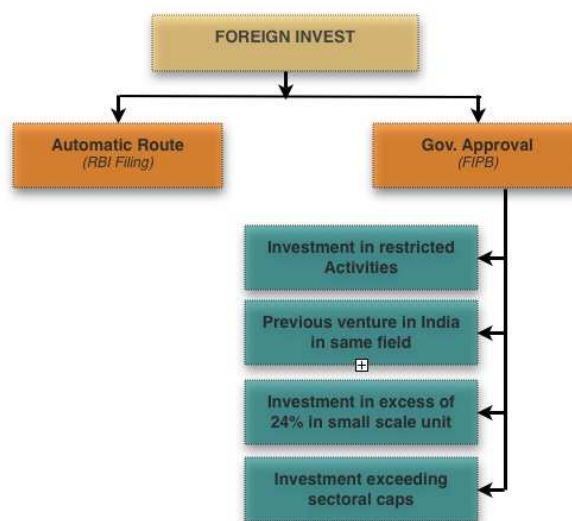 FOREIGN INVEST
Automatic Route
(RBI Filing)
Gov. Approval
(FIPB)
Investment in restricted
Activities
Previous venture in India
in same field
Investment in excess of
24% in small scale unit
Investment exceeding
sectoral caps